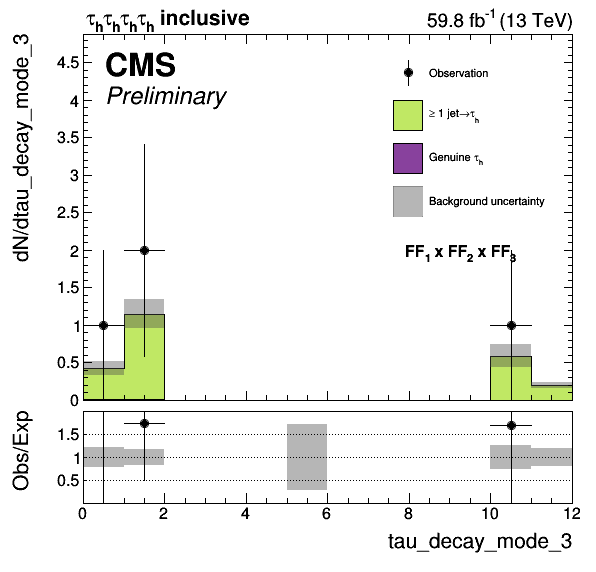 τhτhτhτh inclusive
59.8 fb-1 (13 TeV)
CMS
Preliminary
Observation
≥ 1 jet→τh
Genuine τh
Background uncertainty
FF1 x FF2 x FF3
dN/dtau_decay_mode_3
4.5
4
3.5
3
2.5
2
1.5
1
0.5
0
Obs/Exp
1.5
1
0.5
0 2 4 6 8 10 12
tau_decay_mode_3